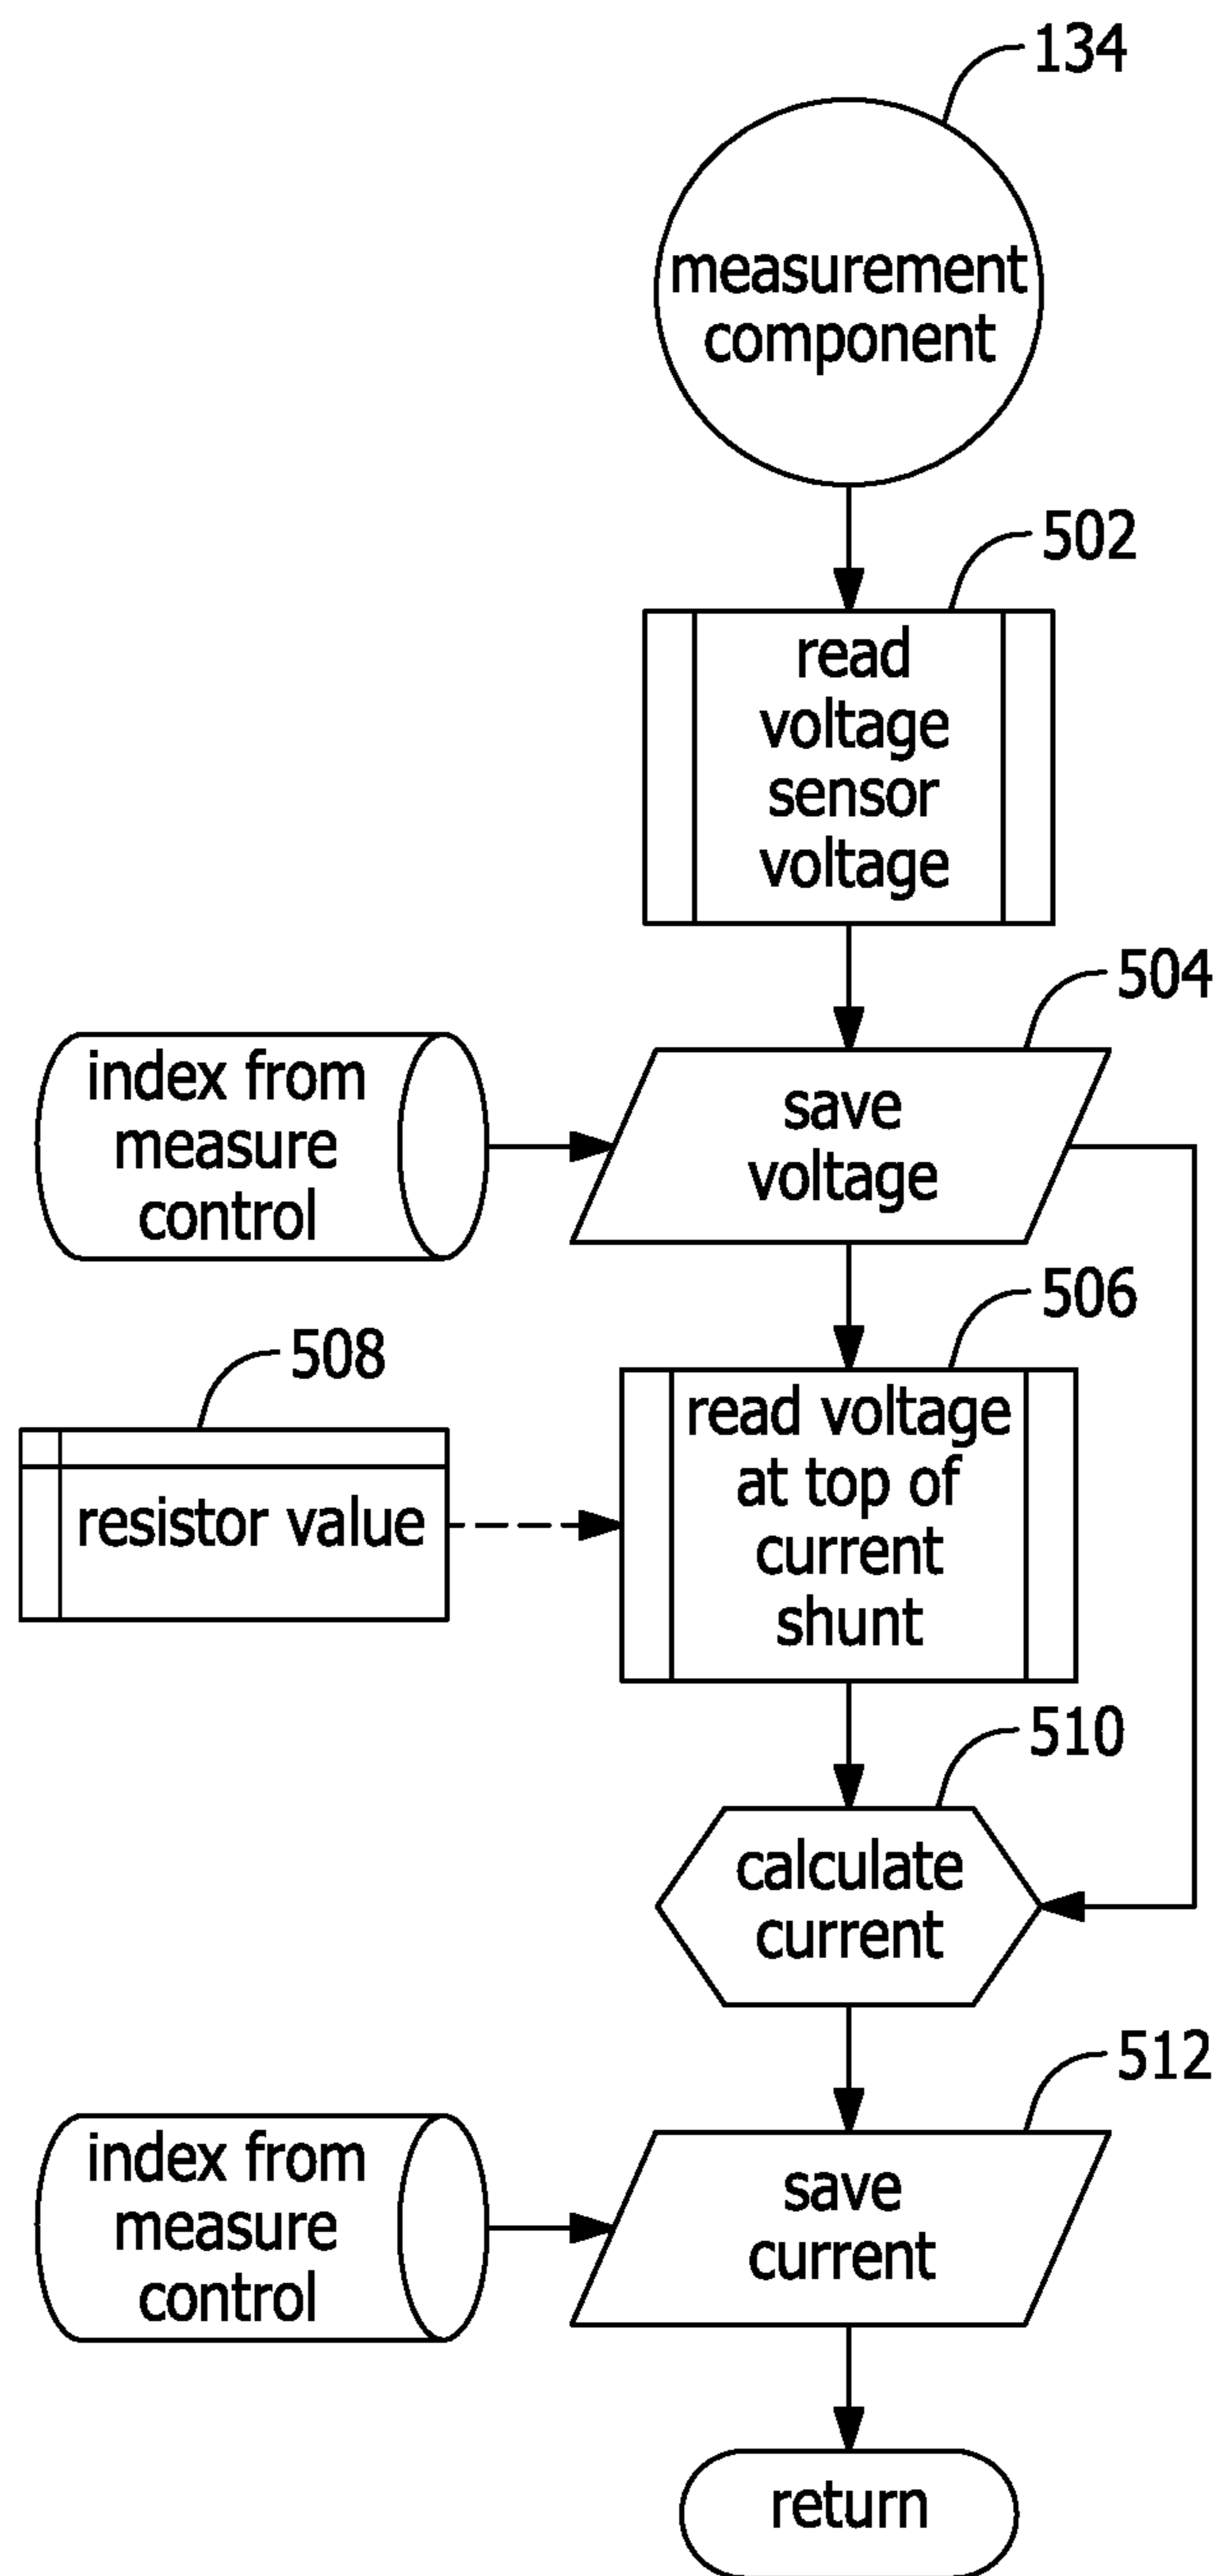 134
measurement
component
502
read
voltage
sensor
voltage
504
index from
measure
control
save
voltage
506
508
read voltage
at top of
current
shunt
resistor value
510
calculate
current
512
index from
measure
control
save
current
return